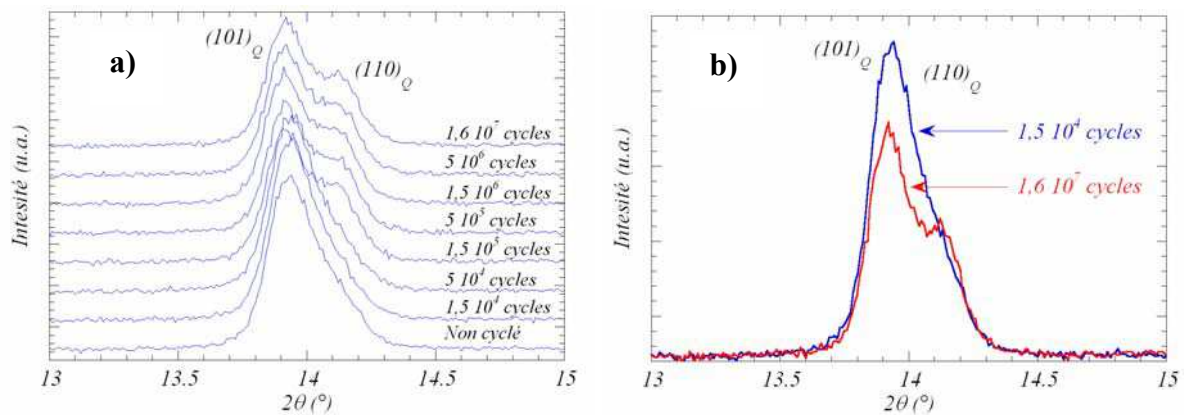 a)
(101)Q
(110)Q
1,6 10^7 cycles
5 10^6 cycles
1,5 10^6 cycles
5 10^5 cycles
1,5 10^5 cycles
5 10^4 cycles
1,5 10^4 cycles
Non cyclé
Intesité (u.a.)
13 13.5 14 14.5 15
2θ (°)
b)
(101)Q
(110)Q
1,5 10^4 cycles
1,6 10^7 cycles
Intesité (u.a.)
13 13.5 14 14.5 15
2θ (°)